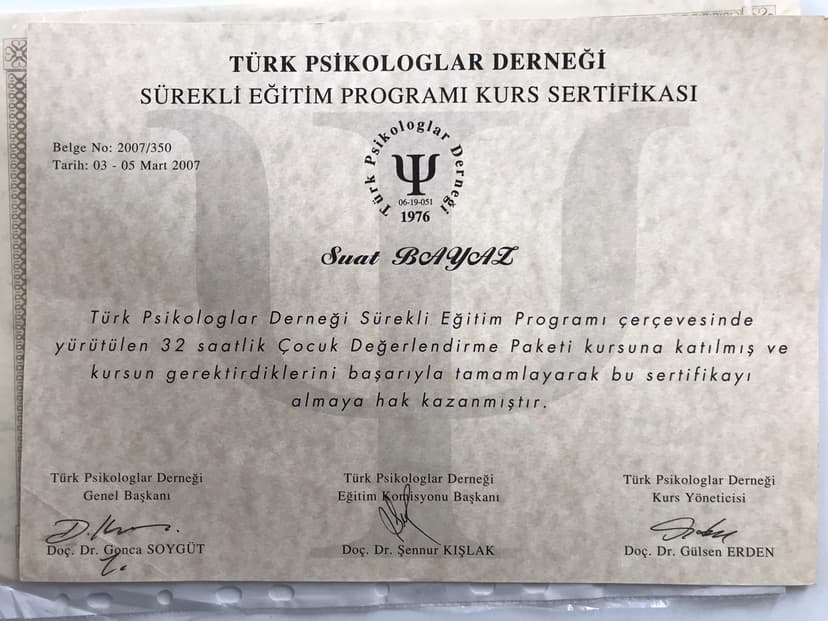 TÜRK PSİKOLOGLAR DERNEĞİ
SÜREKLİ EĞİTİM PROGRAMI KURS SERTİFİKASI
Belge No: 2007/350
Tarih: 03 - 05 Mart 2007
Türk Psikologlar Derneği
Ψ
06-19-051
1976
Suat BAYAZ
Türk Psikologlar Derneği Sürekli Eğitim Programı çerçevesinde
yürütülen 32 saatlik Çocuk Değerlendirme Paketi kursuna katılmış ve
kursun gerektirdiklerini başarıyla tamamlayarak bu sertifikayı
almaya hak kazanmıştır.
Türk Psikologlar Derneği
Genel Başkanı
Doç. Dr. Gonca SOYGÜT
Türk Psikologlar Derneği
Eğitim Komisyonu Başkanı
Doç. Dr. Şennur KIŞLAK
Türk Psikologlar Derneği
Kurs Yöneticisi
Doç. Dr. Gülsen ERDEN